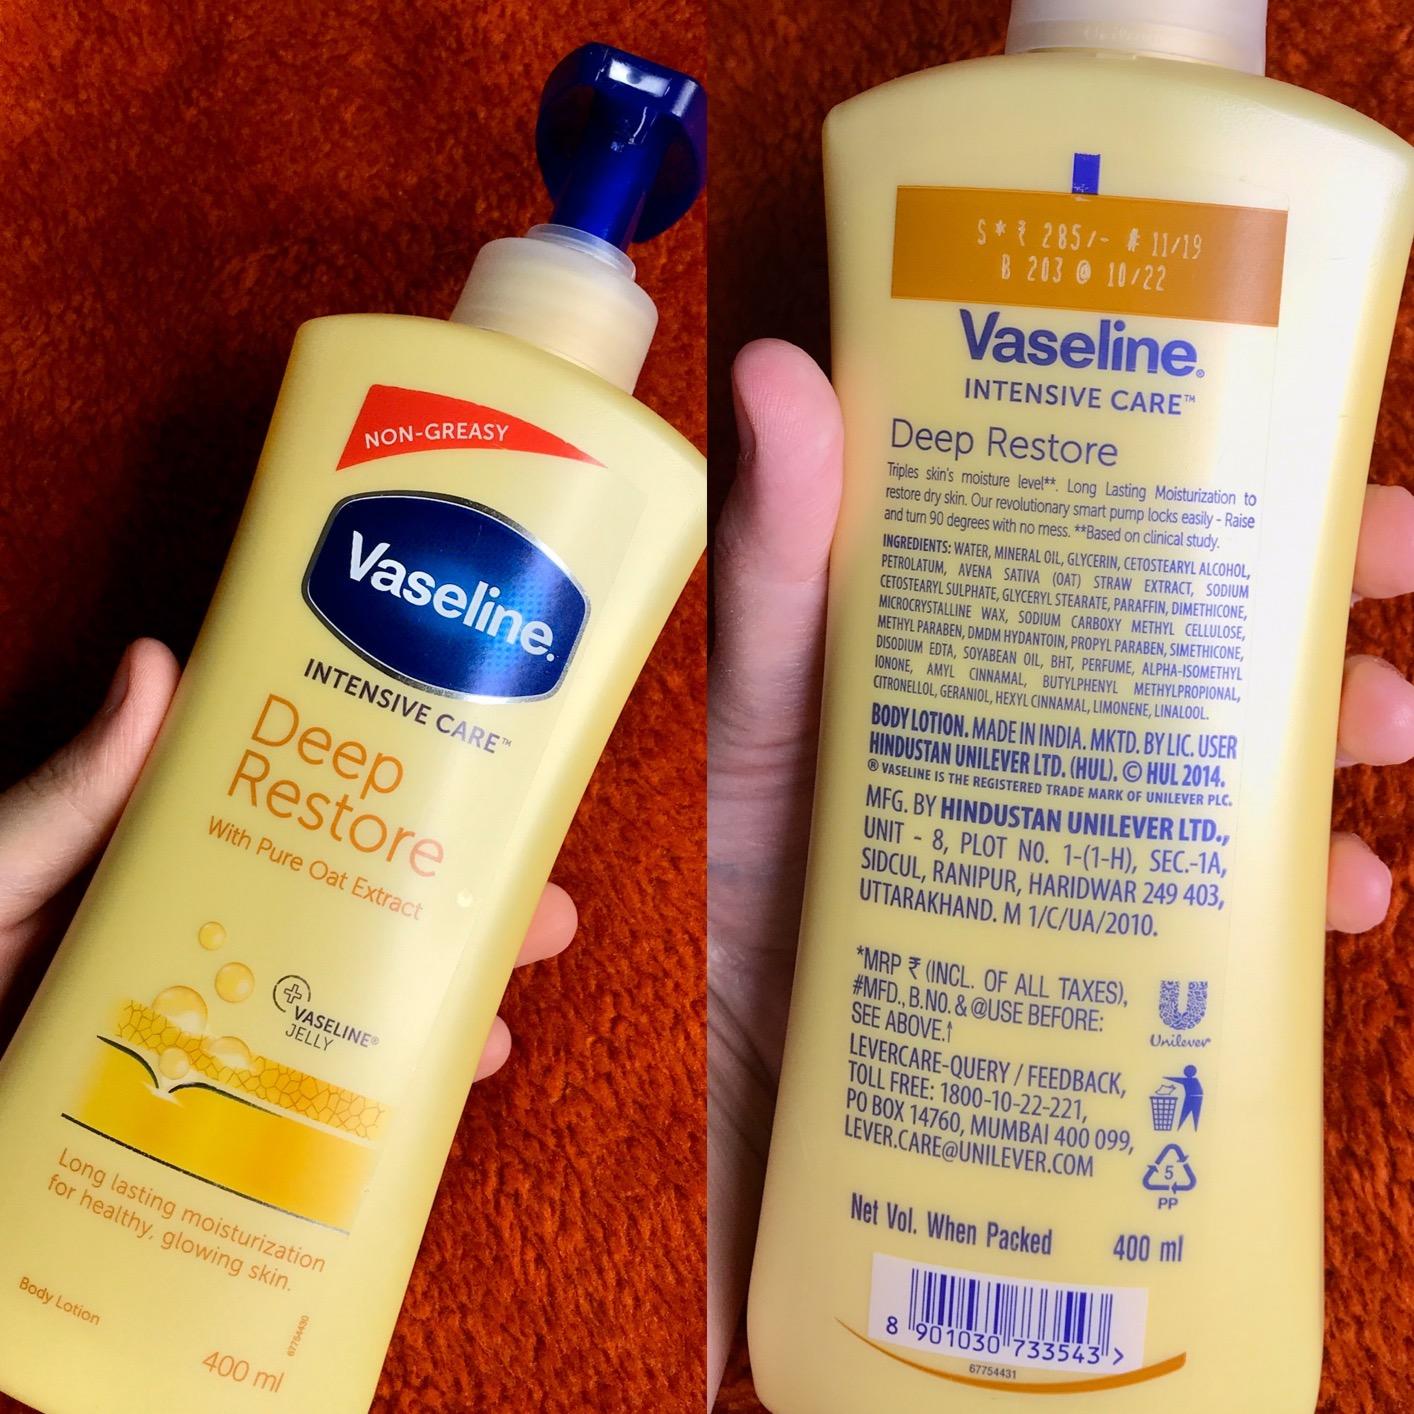 NON-GREASY
Vaseline.
INTENSIVE CARE™
Deep
Restore
With Pure Oat Extract
VASELINE®
JELLY
Long lasting moisturization
for healthy, glowing skin.
Body Lotion
67754430
400 ml
S * ₹ 285/- # 11/19
B 203 @ 10/22
Vaseline®
INTENSIVE CARE™
Deep Restore
Triples skin's moisture level**. Long Lasting Moisturization to
restore dry skin. Our revolutionary smart pump locks easily - Raise
and turn 90 degrees with no mess. **Based on clinical study.
INGREDIENTS: WATER, MINERAL OIL, GLYCERIN, CETOSTEARYL ALCOHOL,
PETROLATUM, AVENA SATIVA (OAT) STRAW EXTRACT, SODIUM
CETOSTEARYL SULPHATE, GLYCERYL STEARATE, PARAFFIN, DIMETHICONE,
MICROCRYSTALLINE WAX, SODIUM CARBOXY METHYL CELLULOSE,
METHYL PARABEN, DMDM HYDANTOIN, PROPYL PARABEN, SIMETHICONE,
DISODIUM EDTA, SOYABEAN OIL, BHT, PERFUME, ALPHA-ISOMETHYL
IONONE, AMYL CINNAMAL, BUTYLPHENYL METHYLPROPIONAL,
CITRONELLOL, GERANIOL, HEXYL CINNAMAL, LIMONENE, LINALOOL.
BODY LOTION. MADE IN INDIA. MKTD. BY LIC. USER
HINDUSTAN UNILEVER LTD. (HUL). © HUL 2014.
® VASELINE IS THE REGISTERED TRADE MARK OF UNILEVER PLC.
MFG. BY HINDUSTAN UNILEVER LTD.,
UNIT - 8, PLOT NO. 1-(1-H), SEC.-1A,
SIDCUL, RANIPUR, HARIDWAR 249 403,
UTTARAKHAND. M 1/C/UA/2010.
*MRP ₹ (INCL. OF ALL TAXES),
#MFD., B.NO. & @USE BEFORE:
SEE ABOVE.↑
Unilever
LEVERCARE-QUERY / FEEDBACK,
TOLL FREE: 1800-10-22-221,
PO BOX 14760, MUMBAI 400 099,
LEVER.CARE@UNILEVER.COM
5
PP
Net Vol. When Packed 400 ml
8 901030 733543 >
67754431